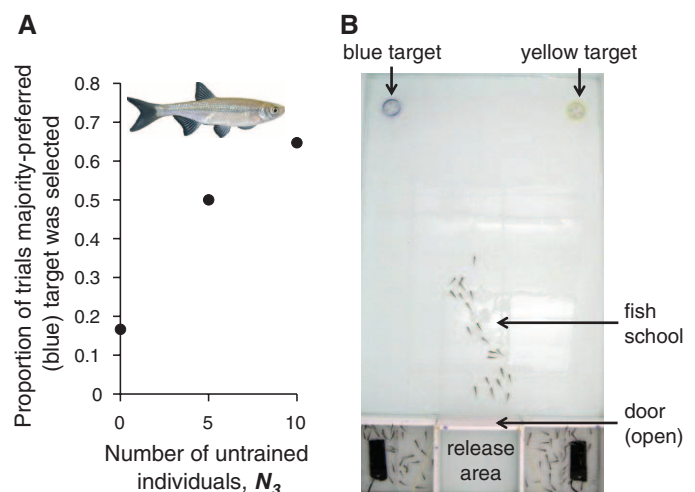 A
Proportion of trials majority-preferred
(blue) target was selected
0.8
0.7
0.6
0.5
0.4
0.3
0.2
0.1
0
0
5
10
Number of untrained
individuals, N3
B
blue target
yellow target
fish
school
door
(open)
release
area